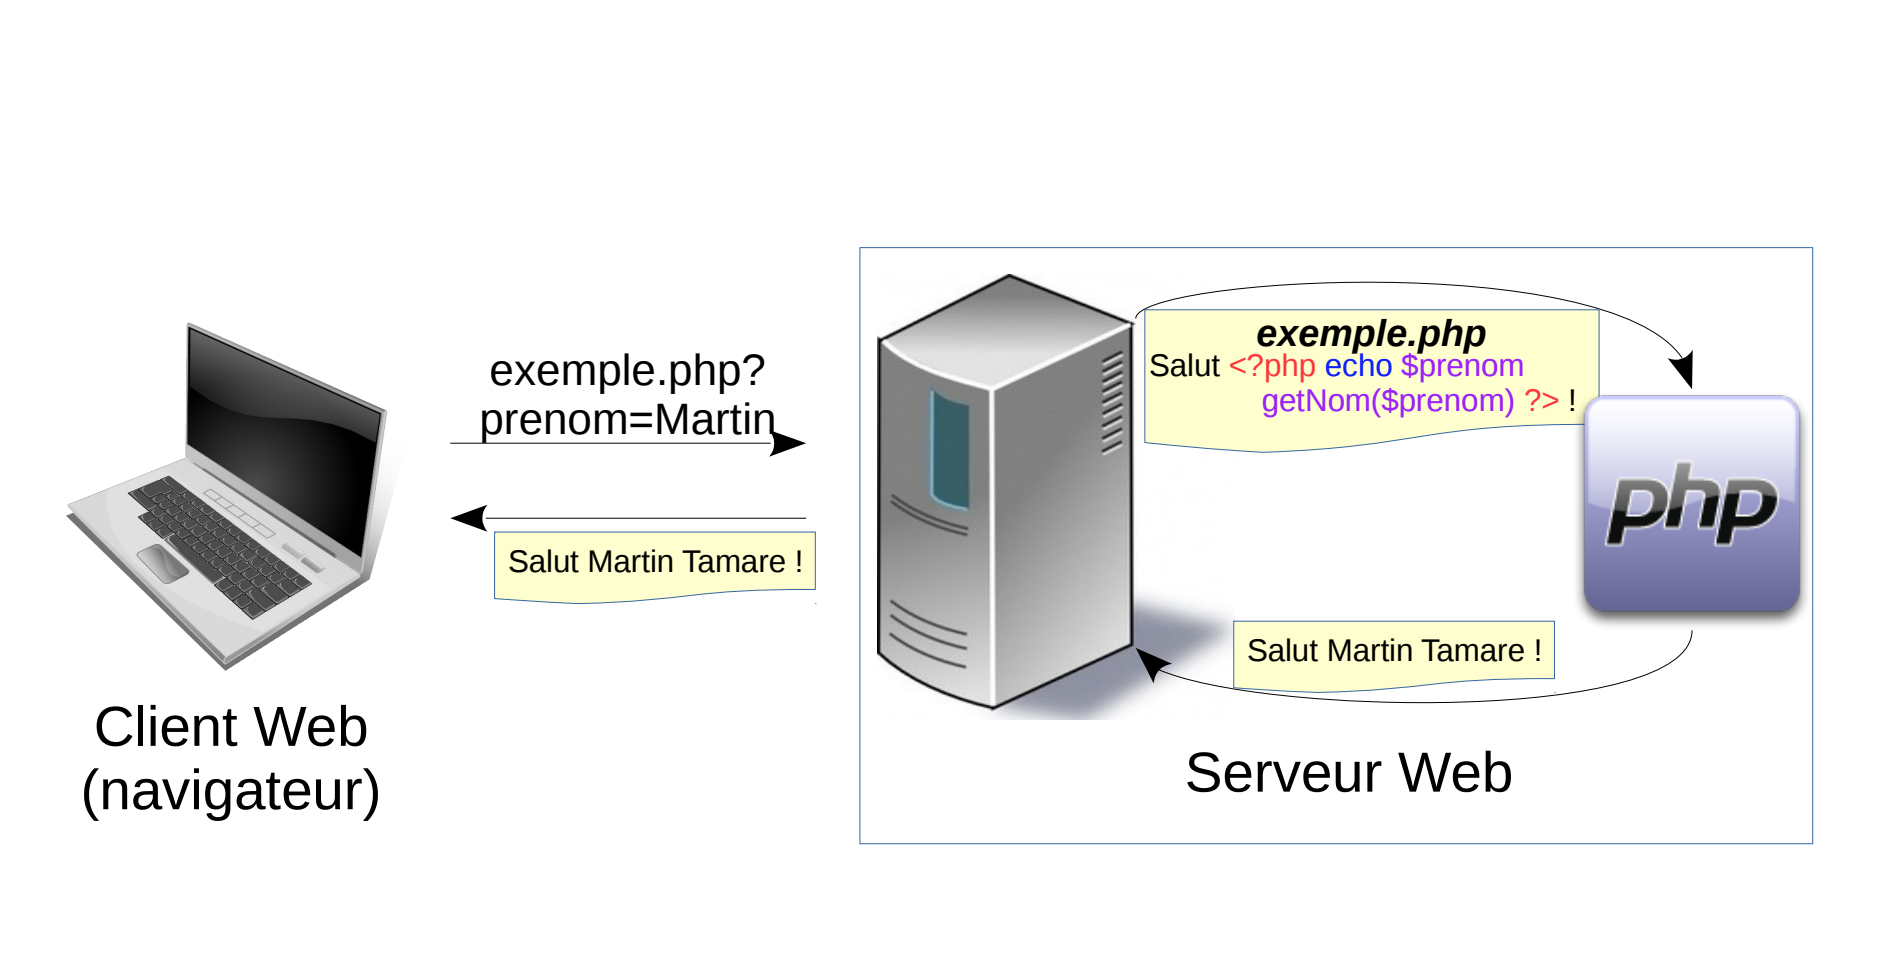 exemple.php?
prenom=Martin
Salut Martin Tamare !
Client Web
(navigateur)
exemple.php
Salut <?php echo $prenom
getNom($prenom) ?> !
php
Salut Martin Tamare !
Serveur Web